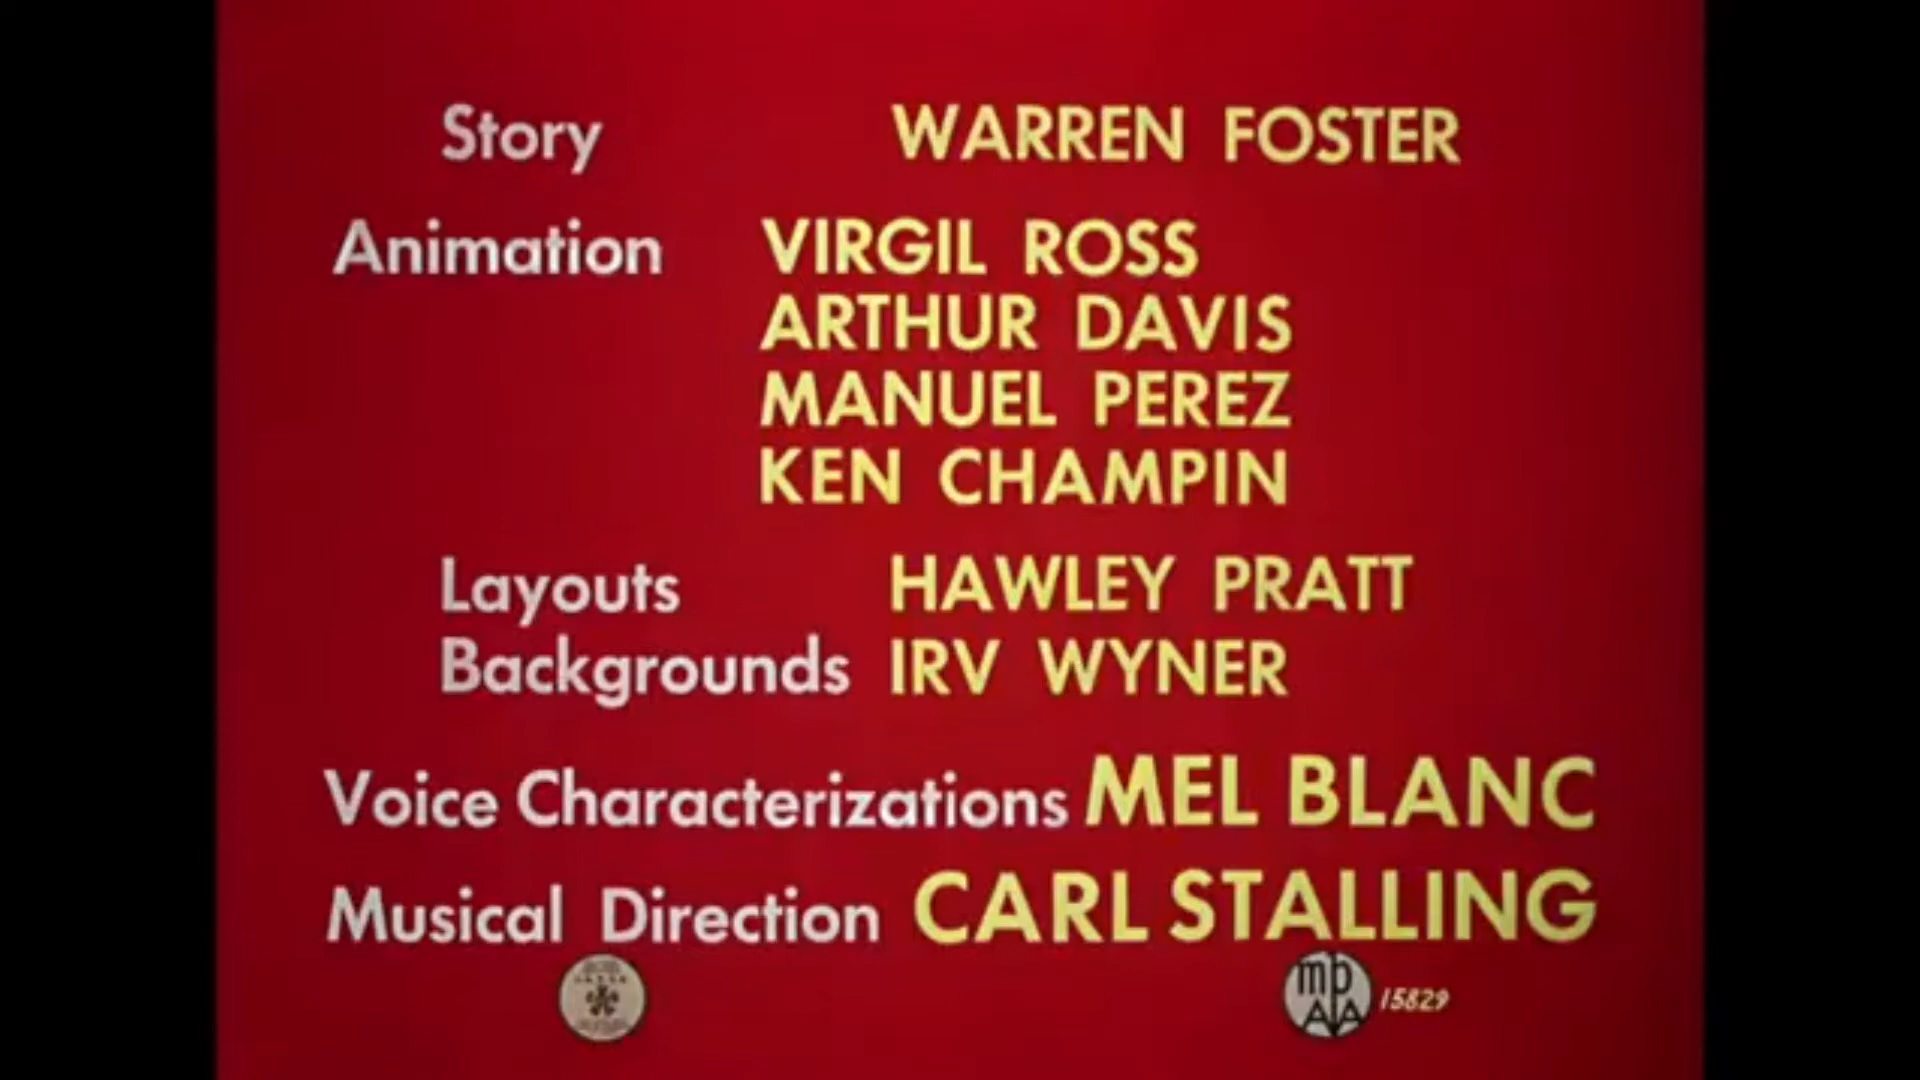 Story WARREN FOSTER
Animation VIRGIL ROSS
ARTHUR DAVIS
MANUEL PEREZ
KEN CHAMPIN
Layouts HAWLEY PRATT
Backgrounds IRV WYNER
Voice Characterizations MEL BLANC
Musical Direction CARL STALLING
MPAA 15829